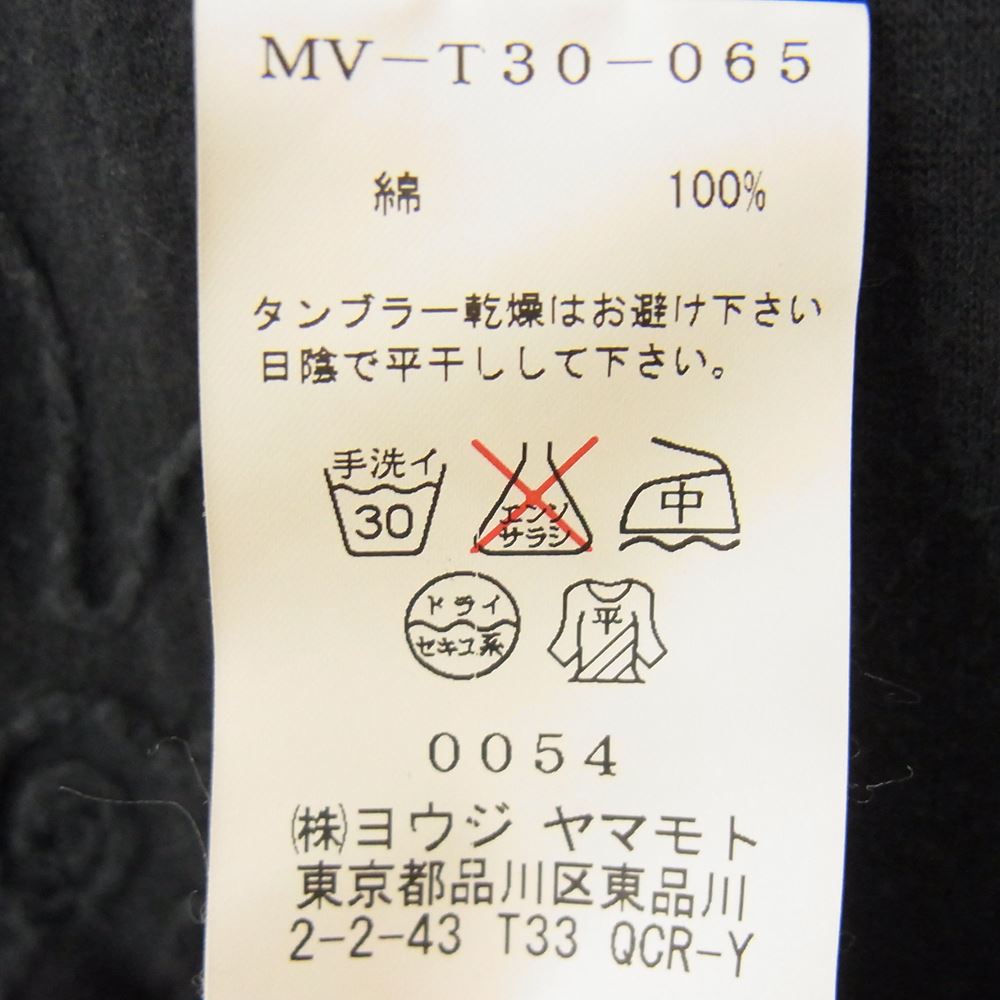 MV-T30-065
綿 100%
タンブラー乾燥はお避け下さい
日陰で平干しして下さい。
手洗イ
30
エンソ
サラシ
中
ドライ
セキユ系
平
0054
㈱ヨウジ ヤマモト
東京都品川区東品川
2-2-43 T33 QCR-Y